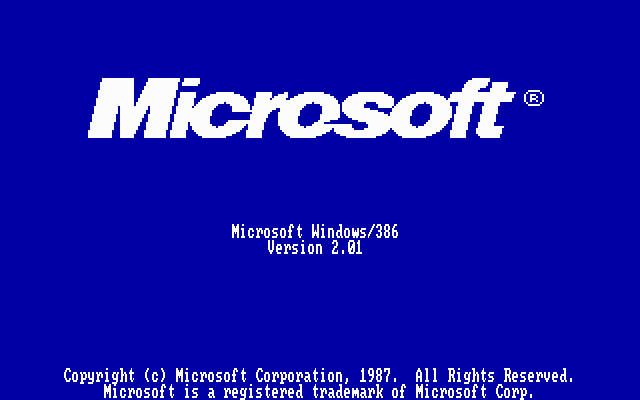 Microsoft®
Microsoft Windows/386
Version 2.01
Copyright (c) Microsoft Corporation, 1987.  All Rights Reserved.
Microsoft is a registered trademark of Microsoft Corp.